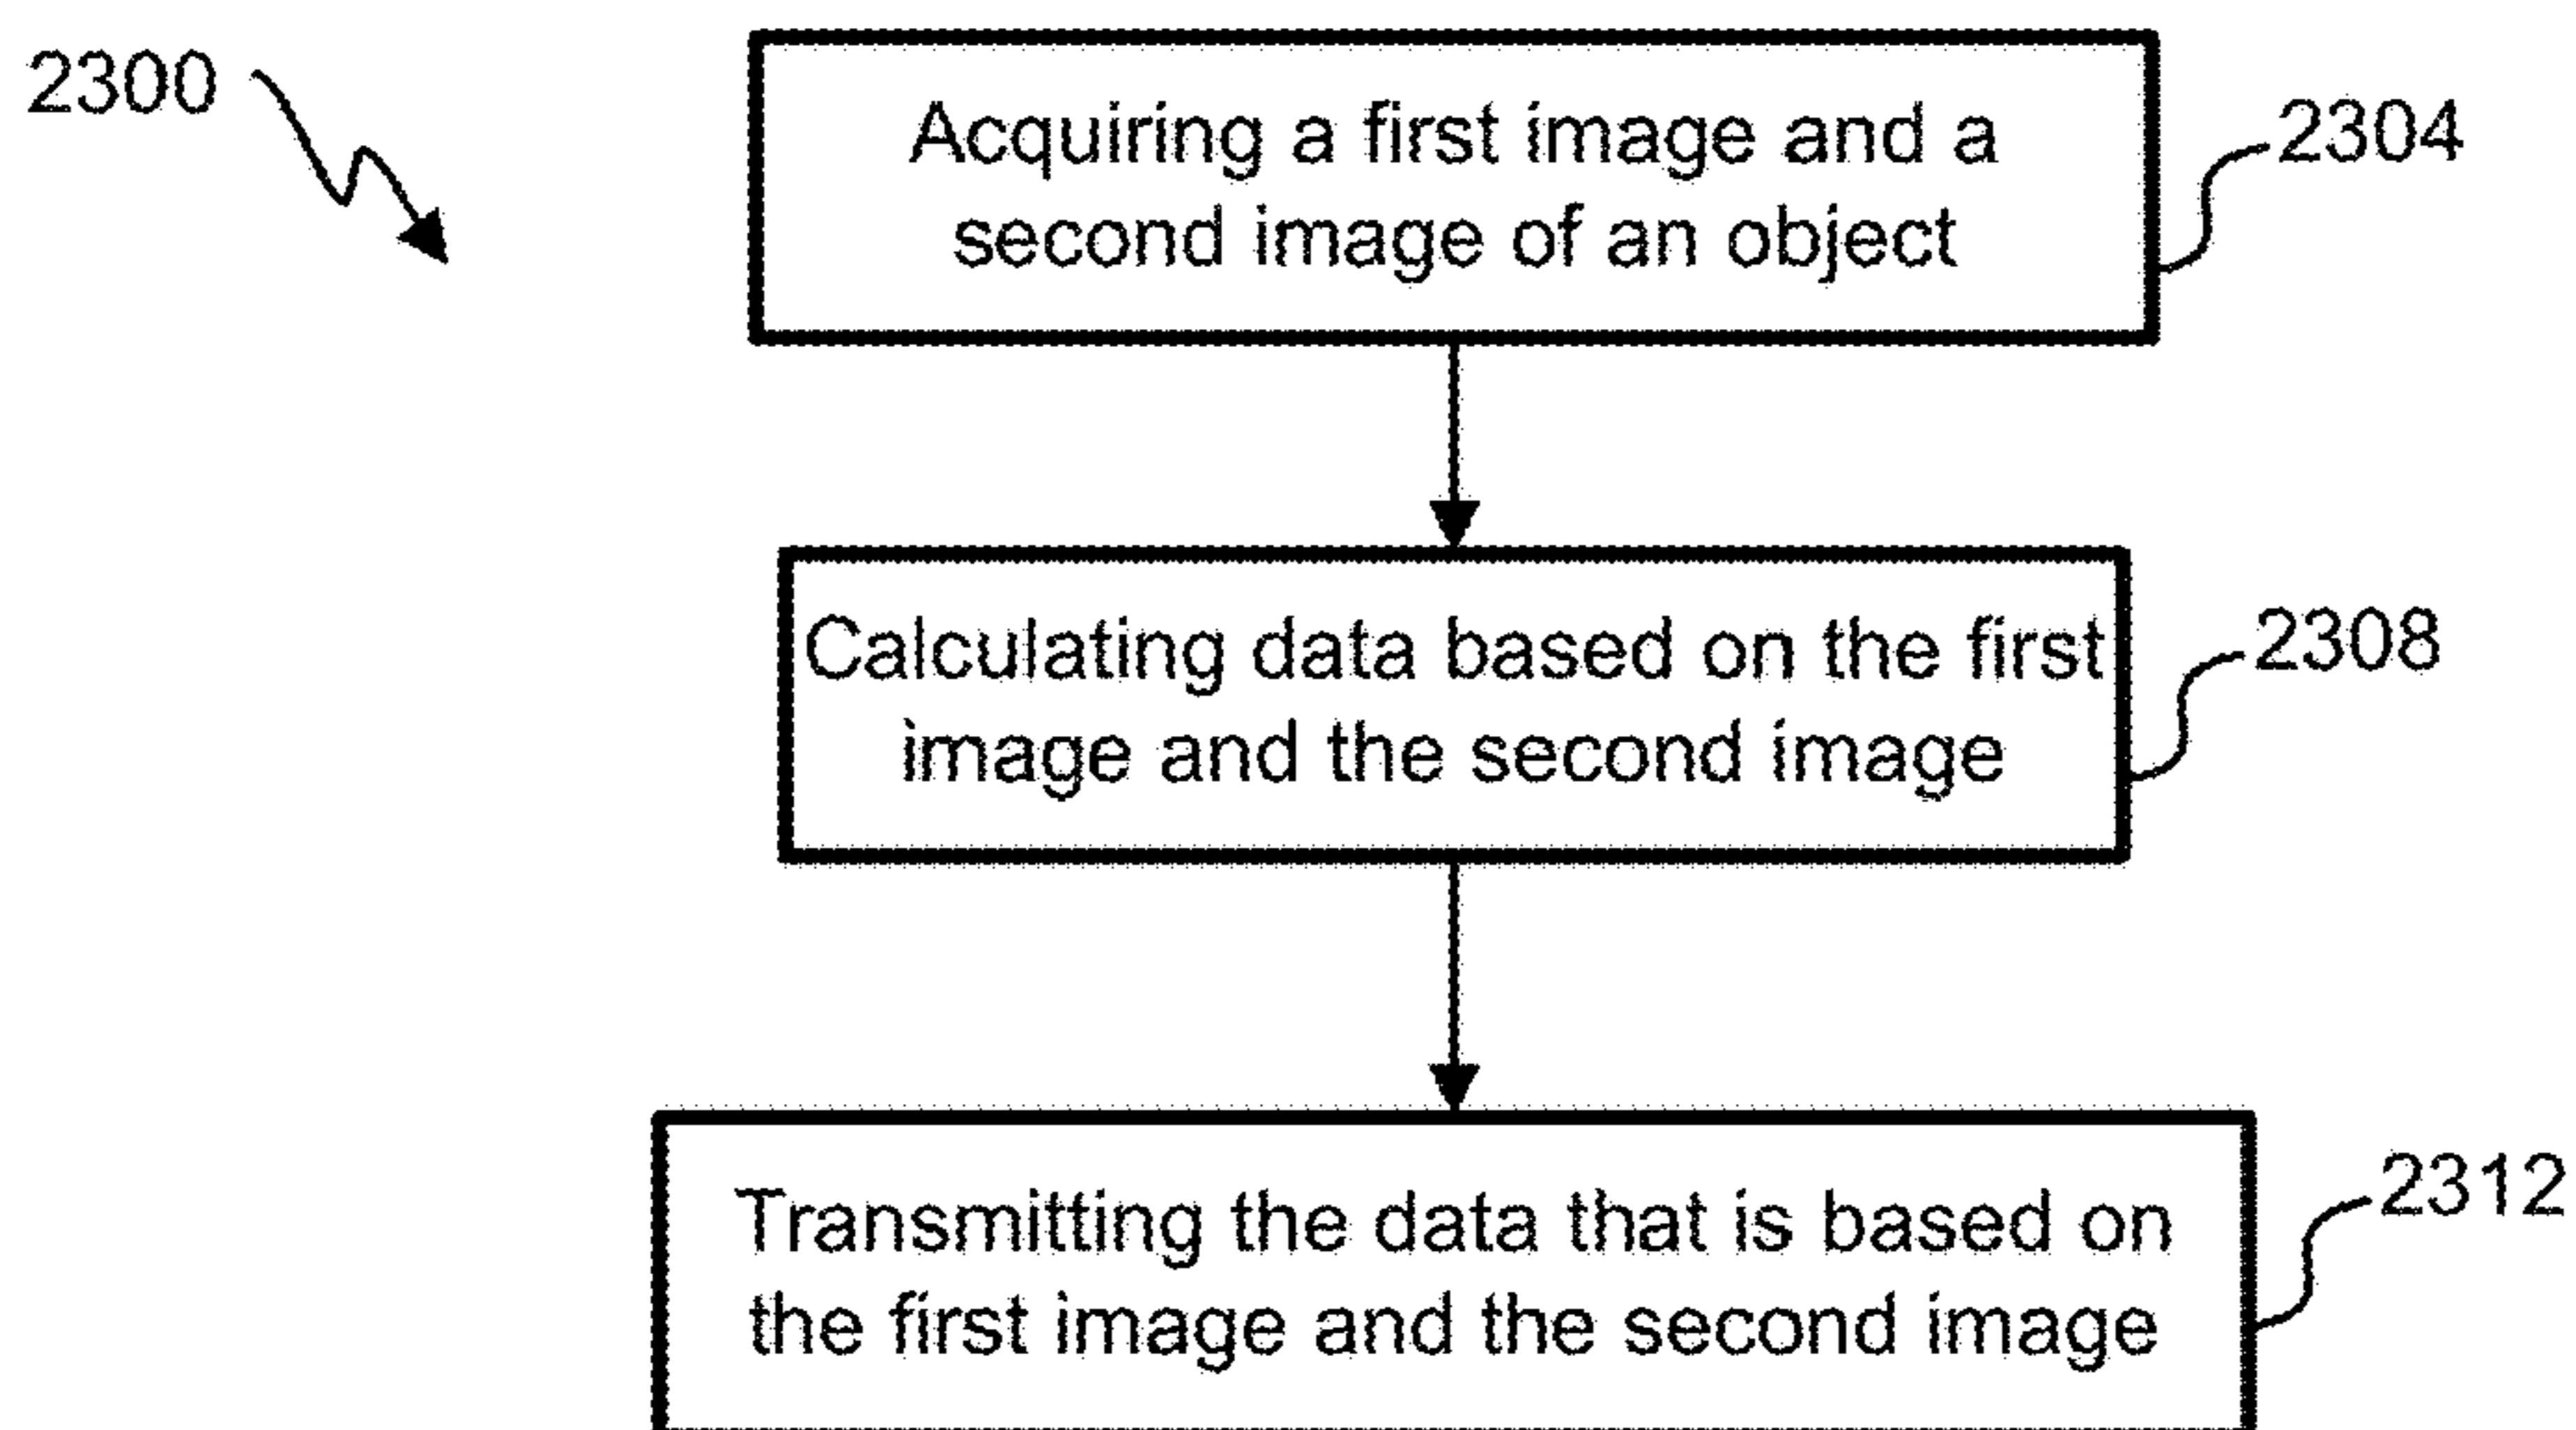 2300
Acquiring a first image and a
second image of an object
2304
Calculating data based on the first
image and the second image
2308
Transmitting the data that is based on
the first image and the second image
2312